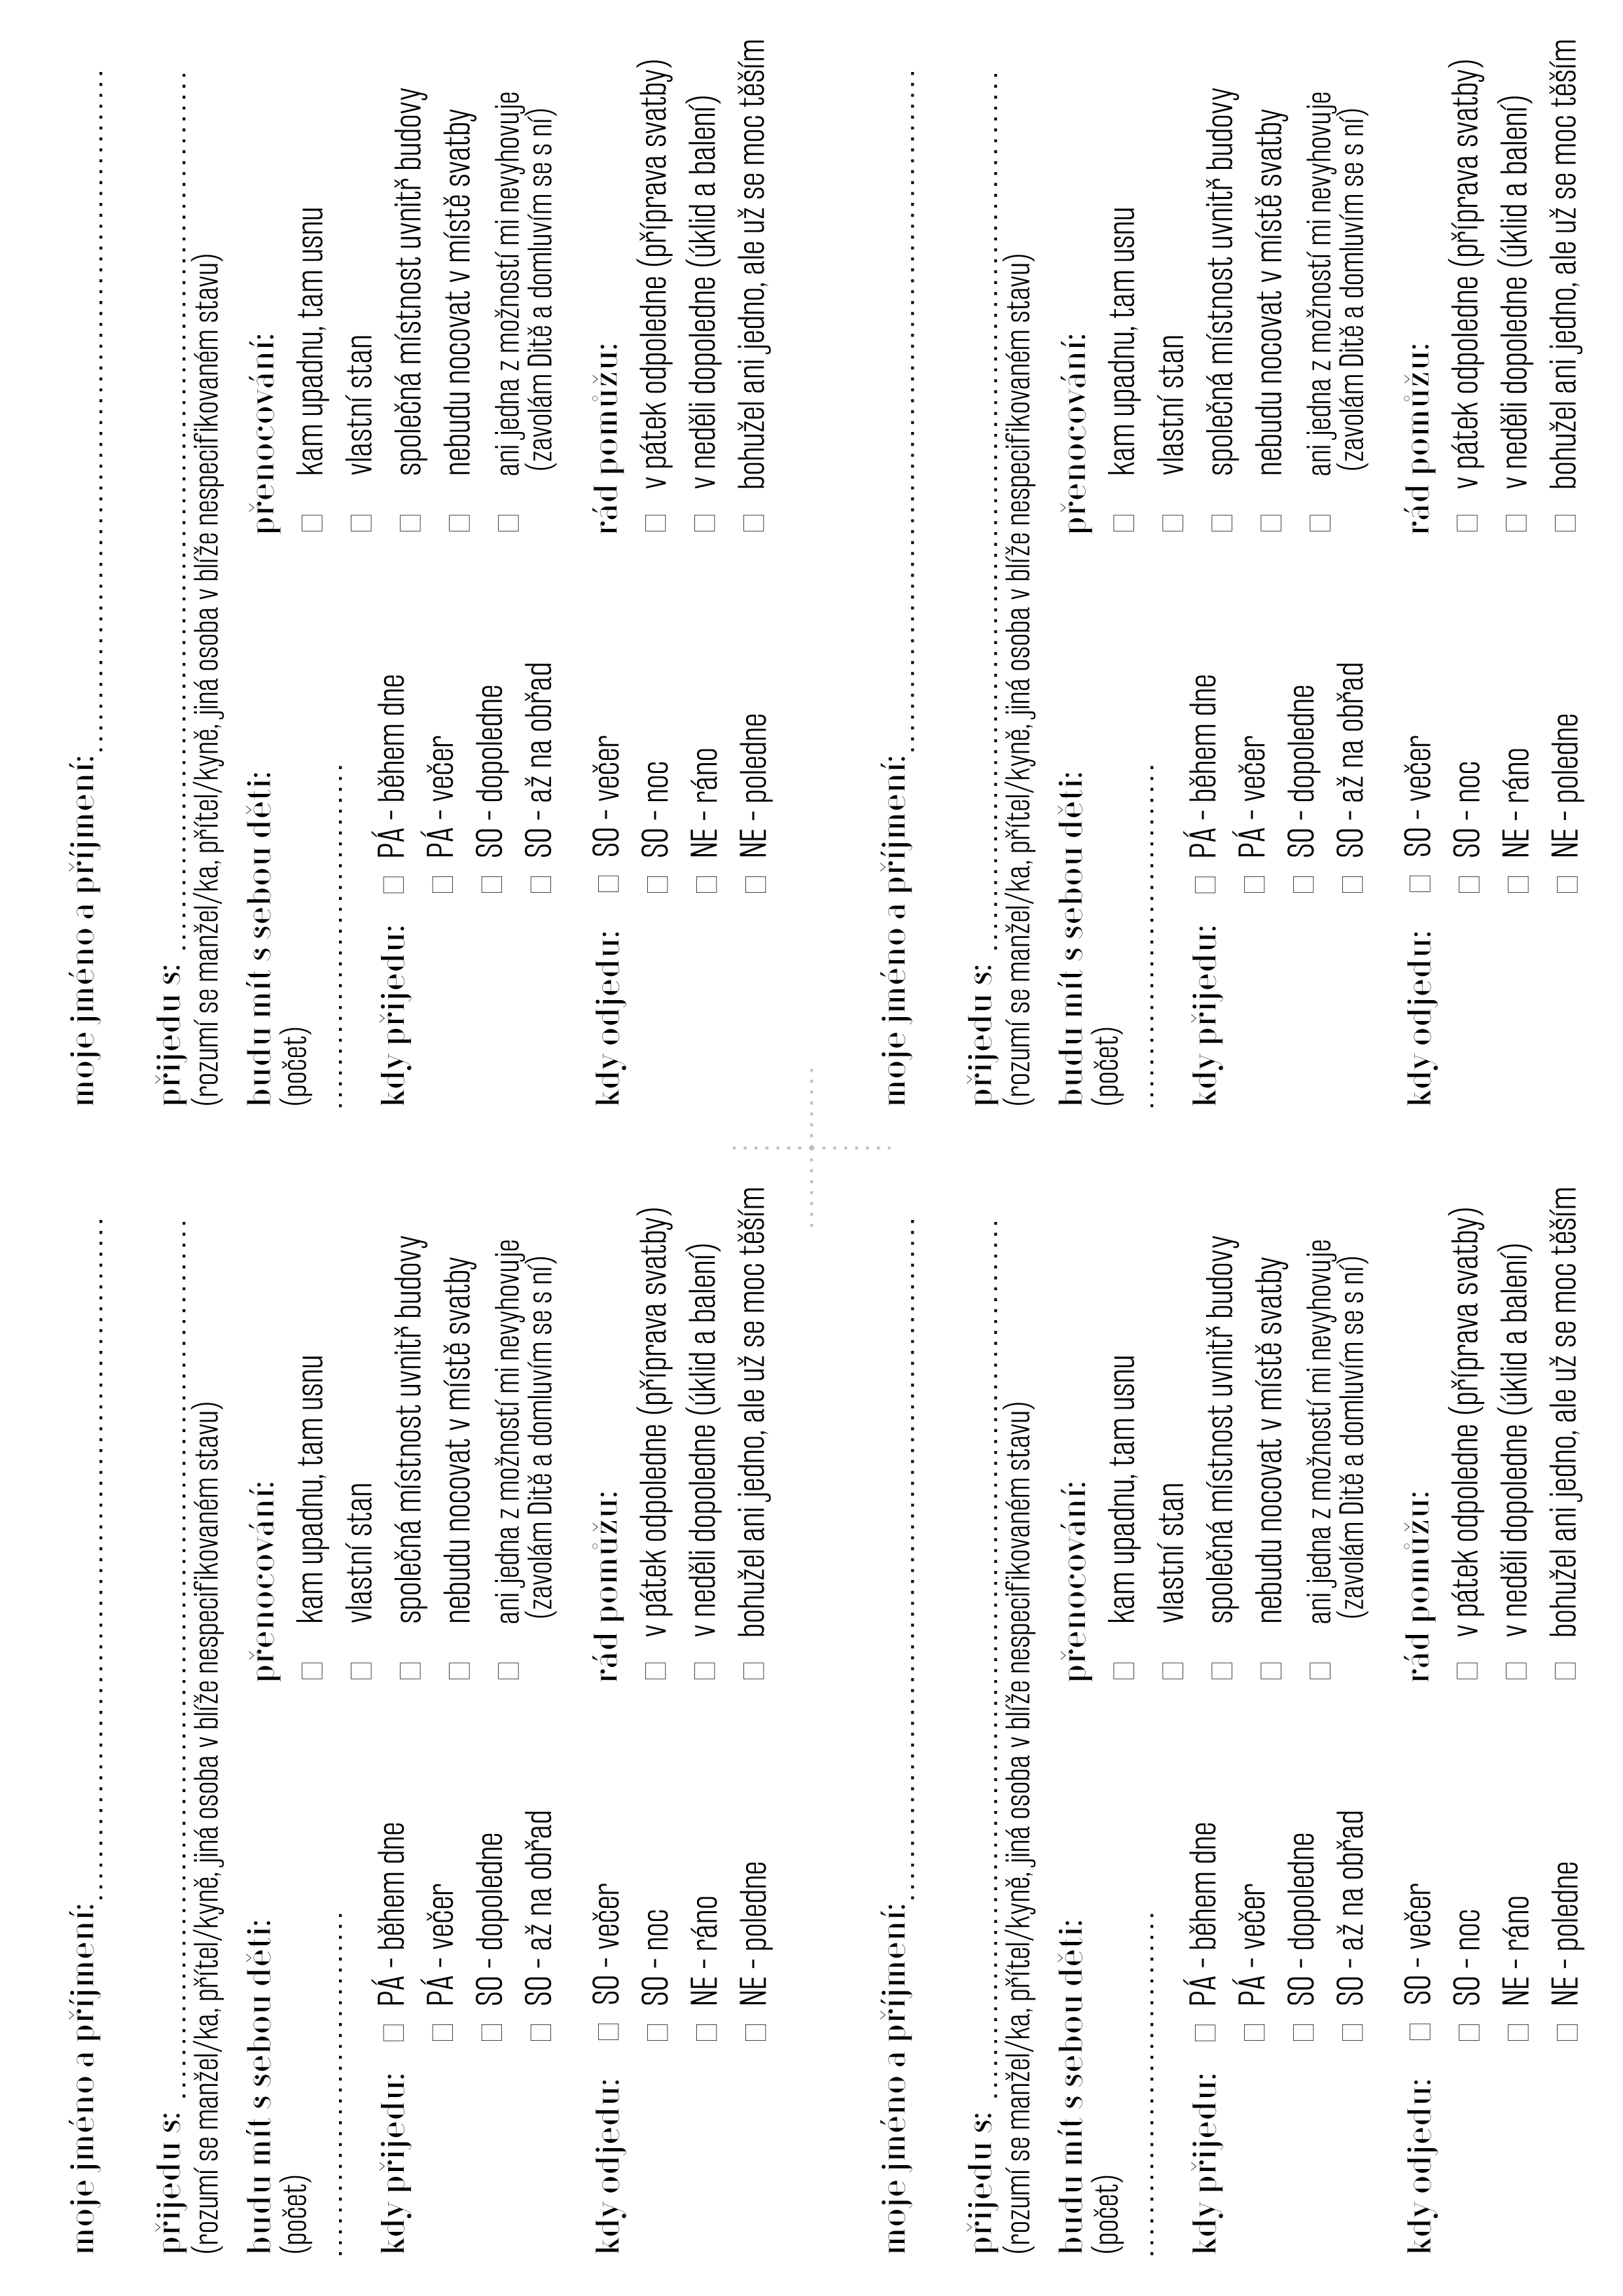 moje jméno a příjmení: ........................................
přijedu s: ........................................
(rozumí se manžel/ka, přítel/kyně, jiná osoba v blíže nespecifikovaném stavu)
budu mít s sebou děti:
(počet)
........................................
kdy přijedu:
□ PÁ - během dne
□ PÁ - večer
□ SO - dopoledne
□ SO - až na obřad
kdy odjedu:
□ SO - večer
□ SO - noc
□ NE - ráno
□ NE - poledne
přenocování:
□ kam upadnu, tam usnu
□ vlastní stan
□ společná místnost uvnitř budovy
□ nebudu nocovat v místě svatby
□ ani jedna z možností mi nevyhovuje
(zavolám Ditě a domluvím se s ní)
rád pomůžu:
□ v pátek odpoledne (příprava svatby)
□ v neděli dopoledne (úklid a balení)
□ bohužel ani jedno, ale už se moc těším
moje jméno a příjmení: ........................................
přijedu s: ........................................
(rozumí se manžel/ka, přítel/kyně, jiná osoba v blíže nespecifikovaném stavu)
budu mít s sebou děti:
(počet)
........................................
kdy přijedu:
□ PÁ - během dne
□ PÁ - večer
□ SO - dopoledne
□ SO - až na obřad
kdy odjedu:
□ SO - večer
□ SO - noc
□ NE - ráno
□ NE - poledne
přenocování:
□ kam upadnu, tam usnu
□ vlastní stan
□ společná místnost uvnitř budovy
□ nebudu nocovat v místě svatby
□ ani jedna z možností mi nevyhovuje
(zavolám Ditě a domluvím se s ní)
rád pomůžu:
□ v pátek odpoledne (příprava svatby)
□ v neděli dopoledne (úklid a balení)
□ bohužel ani jedno, ale už se moc těším
moje jméno a příjmení: ........................................
přijedu s: ........................................
(rozumí se manžel/ka, přítel/kyně, jiná osoba v blíže nespecifikovaném stavu)
budu mít s sebou děti:
(počet)
........................................
kdy přijedu:
□ PÁ - během dne
□ PÁ - večer
□ SO - dopoledne
□ SO - až na obřad
kdy odjedu:
□ SO - večer
□ SO - noc
□ NE - ráno
□ NE - poledne
přenocování:
□ kam upadnu, tam usnu
□ vlastní stan
□ společná místnost uvnitř budovy
□ nebudu nocovat v místě svatby
□ ani jedna z možností mi nevyhovuje
(zavolám Ditě a domluvím se s ní)
rád pomůžu:
□ v pátek odpoledne (příprava svatby)
□ v neděli dopoledne (úklid a balení)
□ bohužel ani jedno, ale už se moc těším
moje jméno a příjmení: ........................................
přijedu s: ........................................
(rozumí se manžel/ka, přítel/kyně, jiná osoba v blíže nespecifikovaném stavu)
budu mít s sebou děti:
(počet)
........................................
kdy přijedu:
□ PÁ - během dne
□ PÁ - večer
□ SO - dopoledne
□ SO - až na obřad
kdy odjedu:
□ SO - večer
□ SO - noc
□ NE - ráno
□ NE - poledne
přenocování:
□ kam upadnu, tam usnu
□ vlastní stan
□ společná místnost uvnitř budovy
□ nebudu nocovat v místě svatby
□ ani jedna z možností mi nevyhovuje
(zavolám Ditě a domluvím se s ní)
rád pomůžu:
□ v pátek odpoledne (příprava svatby)
□ v neděli dopoledne (úklid a balení)
□ bohužel ani jedno, ale už se moc těším